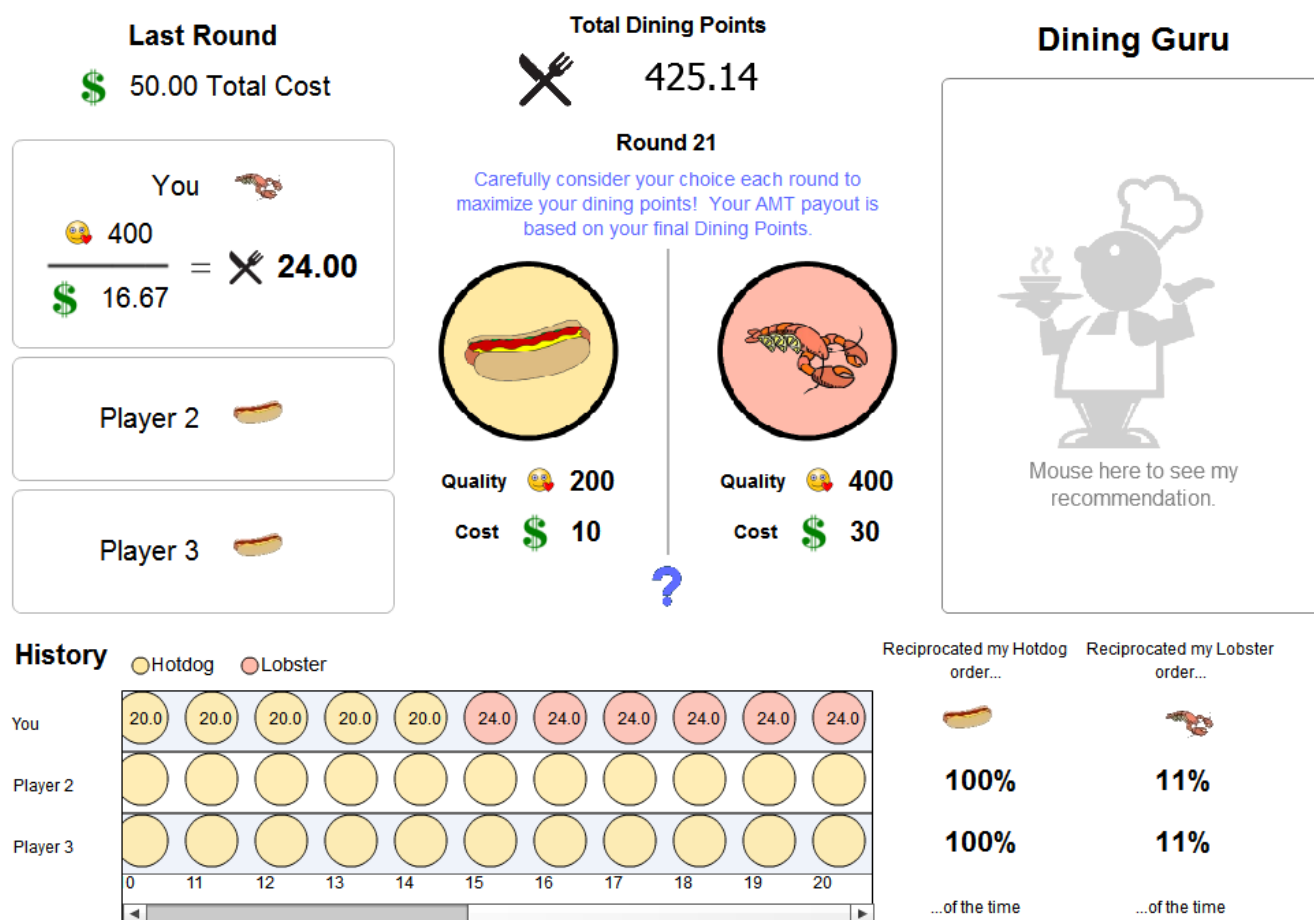 Last Round
$ 50.00 Total Cost
You
400
$ 16.67
= 24.00
Player 2
Player 3
Total Dining Points
425.14
Round 21
Carefully consider your choice each round to
maximize your dining points! Your AMT payout is
based on your final Dining Points.
Quality 200
Cost $ 10
Quality 400
Cost $ 30
?
Dining Guru
Mouse here to see my
recommendation.
History
Hotdog Lobster
You 20.0 20.0 20.0 20.0 20.0 24.0 24.0 24.0 24.0 24.0 24.0
Player 2
Player 3
0 11 12 13 14 15 16 17 18 19 20
Reciprocated my Hotdog
order...
100%
100%
...of the time
Reciprocated my Lobster
order...
11%
11%
...of the time